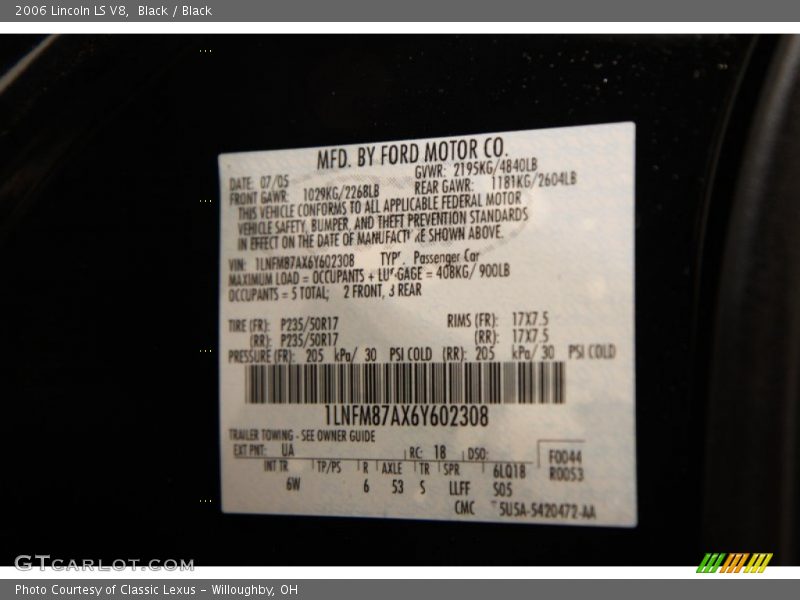 2006 Lincoln LS V8, Black / Black
MFD. BY FORD MOTOR CO.
DATE: 07/05 GVWR: 2195KG/4840LB
FRONT GAWR: 1029KG/2268LB REAR GAWR: 1181KG/2604LB
THIS VEHICLE CONFORMS TO ALL APPLICABLE FEDERAL MOTOR
VEHICLE SAFETY, BUMPER, AND THEFT PREVENTION STANDARDS
IN EFFECT ON THE DATE OF MANUFACTURE SHOWN ABOVE.
VIN: 1LNFM87AX6Y602308 TYPE: Passenger Car
MAXIMUM LOAD = OCCUPANTS + LUGGAGE = 408KG/ 900LB
OCCUPANTS = 5 TOTAL; 2 FRONT, 3 REAR
TIRE (FR): P235/50R17 RIMS (FR): 17X7.5
(RR): P235/50R17 (RR): 17X7.5
PRESSURE (FR): 205 kPa/ 30 PSI COLD (RR): 205 kPa/ 30 PSI COLD
1LNFM87AX6Y602308
TRAILER TOWING - SEE OWNER GUIDE
EXT PNT: UA RC: 18 DSO: F0044
INT TR TP/PS R AXLE TR SPR 6L018 R0053
6W 6 53 S LLFF S05
CMC 5U5A-5420472-AA
GTCARLOT.COM
Photo Courtesy of Classic Lexus - Willoughby, OH